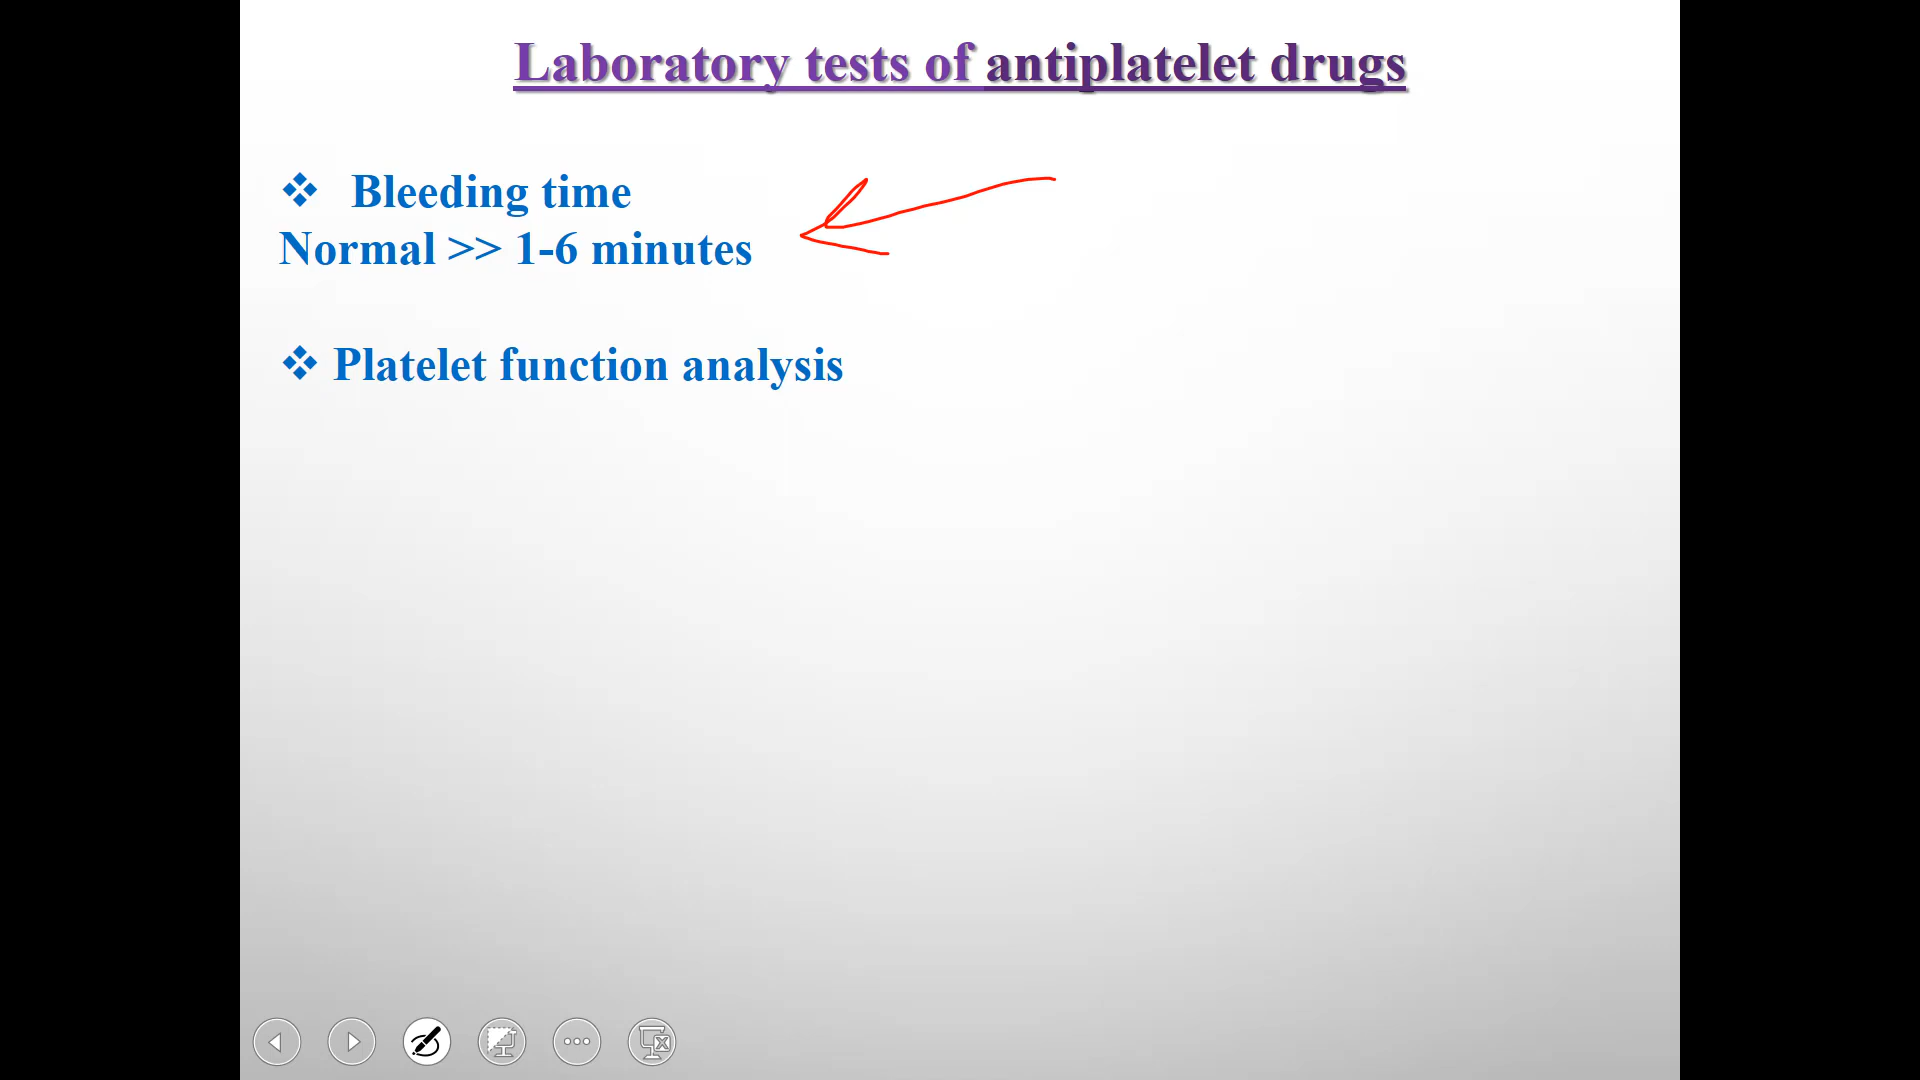 Laboratory tests of antiplatelet drugs
❖ Bleeding time
Normal >> 1-6 minutes
❖ Platelet function analysis